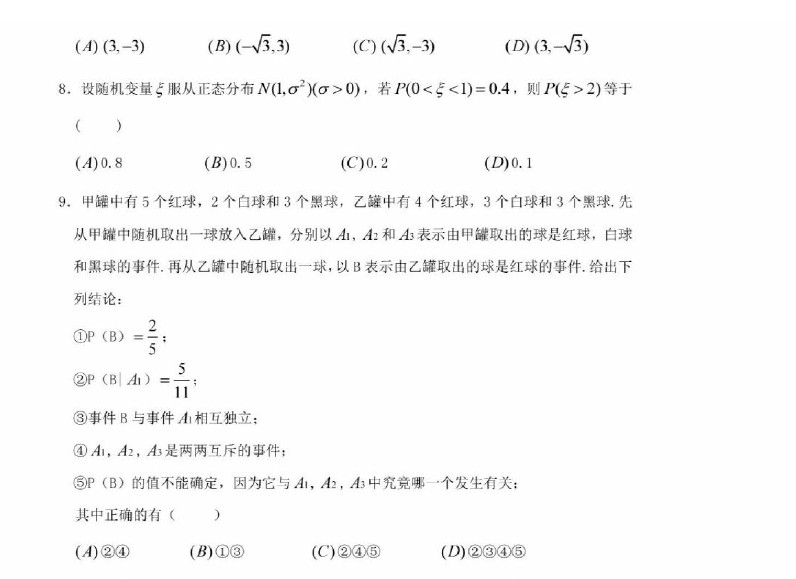 (A) (3,−3)  (B) (−√3,3)  (C) (√3,−3)  (D) (3,−√3)
8. 设随机变量ξ服从正态分布N(1,σ²)(σ>0)，若P(0<ξ<1)=0.4，则P(ξ>2)等于
（　　）
(A) 0.8  (B) 0.5  (C) 0.2  (D) 0.1
9. 甲罐中有 5 个红球，2 个白球和 3 个黑球，乙罐中有 4 个红球，3 个白球和 3 个黑球.先
从甲罐中随机取出一球放入乙罐，分别以A₁, A₂和A₃表示由甲罐取出的球是红球，白球
和黑球的事件.再从乙罐中随机取出一球,以 B 表示由乙罐取出的球是红球的事件.给出下
列结论:
①P（B）=2/5；
②P（B|A₁）=5/11；
③事件 B 与事件A₁相互独立;
④ A₁, A₂, A₃是两两互斥的事件;
⑤P（B）的值不能确定，因为它与A₁, A₂, A₃中究竟哪一个发生有关;
其中正确的有（　　）
(A)②④  (B)①③  (C)②④⑤  (D)②③④⑤